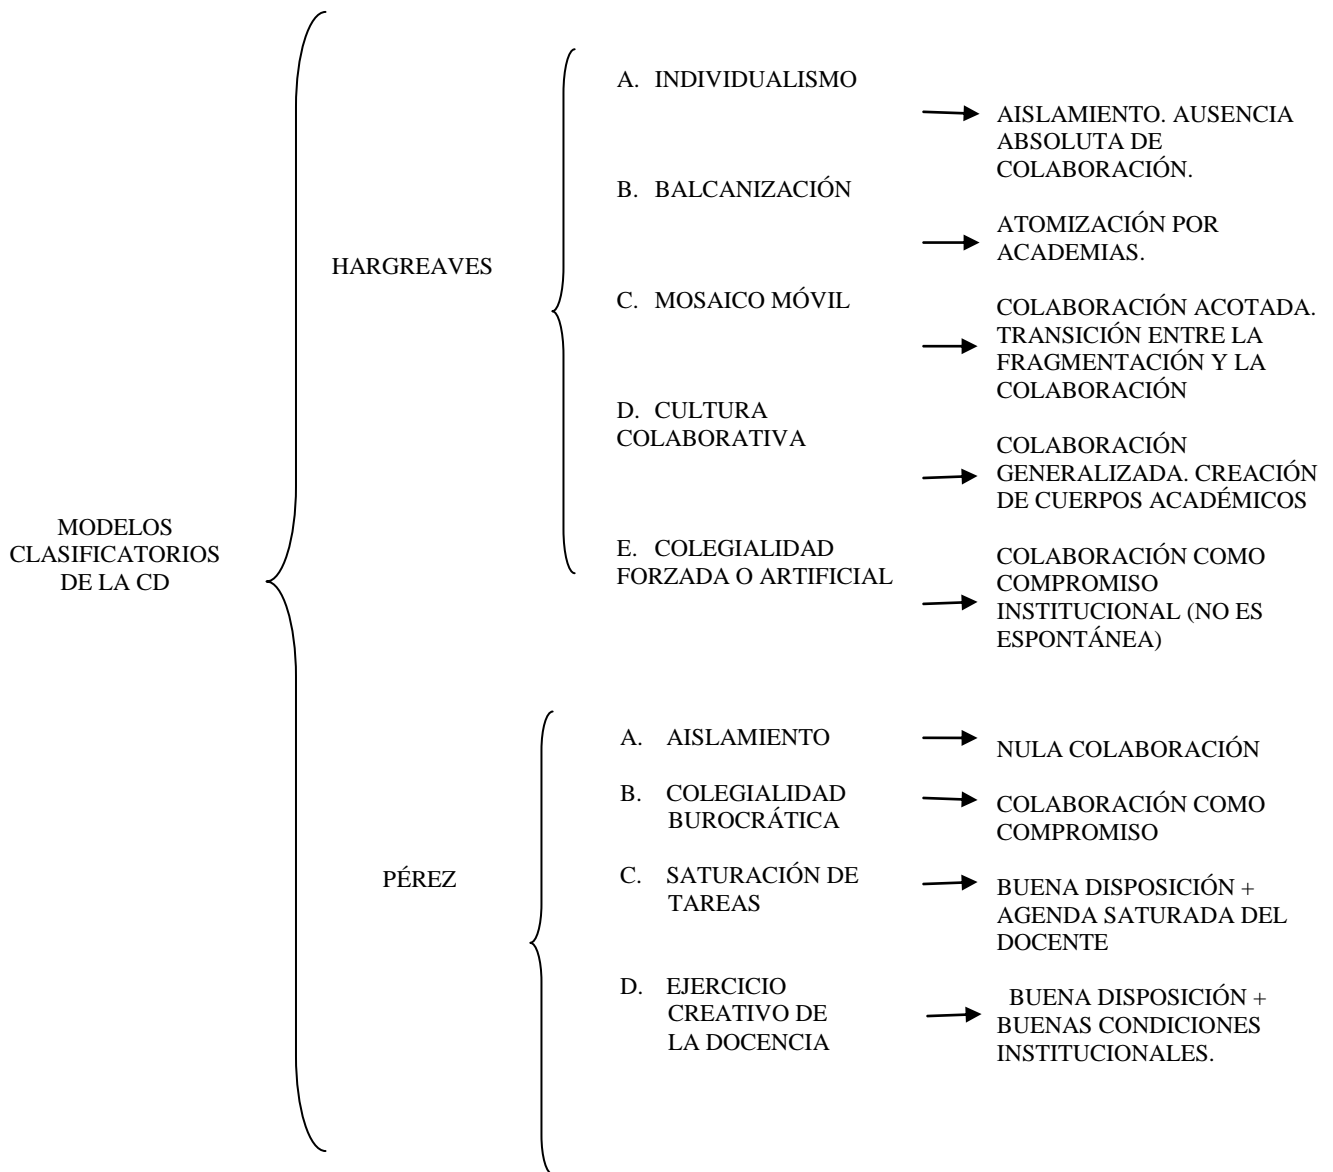 MODELOS
CLASIFICATORIOS
DE LA CD
HARGREAVES
A. INDIVIDUALISMO
AISLAMIENTO. AUSENCIA
ABSOLUTA DE
COLABORACIÓN.
B. BALCANIZACIÓN
ATOMIZACIÓN POR
ACADEMIAS.
C. MOSAICO MÓVIL
COLABORACIÓN ACOTADA.
TRANSICIÓN ENTRE LA
FRAGMENTACIÓN Y LA
COLABORACIÓN
D. CULTURA
COLABORATIVA
COLABORACIÓN
GENERALIZADA. CREACIÓN
DE CUERPOS ACADÉMICOS
E. COLEGIALIDAD
FORZADA O ARTIFICIAL
COLABORACIÓN COMO
COMPROMISO
INSTITUCIONAL (NO ES
ESPONTÁNEA)
PÉREZ
A. AISLAMIENTO
NULA COLABORACIÓN
B. COLEGIALIDAD
BUROCRÁTICA
COLABORACIÓN COMO
COMPROMISO
C. SATURACIÓN DE
TAREAS
BUENA DISPOSICIÓN +
AGENDA SATURADA DEL
DOCENTE
D. EJERCICIO
CREATIVO DE
LA DOCENCIA
BUENA DISPOSICIÓN +
BUENAS CONDICIONES
INSTITUCIONALES.